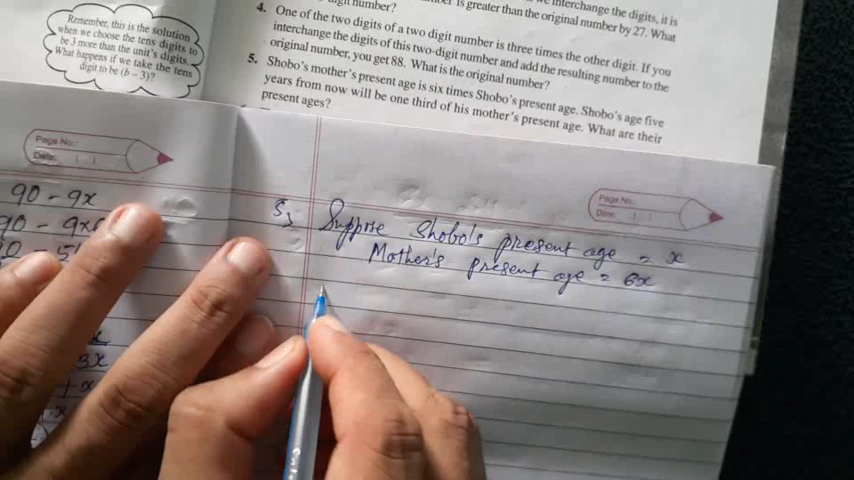 interchange the digits, it is
is greater than the original number by 27. What
digit number?
4. One of the two digits of a two digit number is three times the other digit. If you
interchange the digits of this two-digit number and add the resulting number to the
original number, you get 88. What is the original number?
5. Shobo's mother's present age is six times Shobo's present age. Shobo's age five
years from now will be one third of his mother's present age. What are their
present ages?
Remember, this is the solution
when we choose the tens digits to
be 3 more than the unit's digits.
What happens if we take the tens
digit to be (b – 3)?
Page No.:
Date:
90 - 9x
90 - 9x
3x
Page No.:
Date:
5, Suppose Shobo's present age = x
Mother's present age = 6x